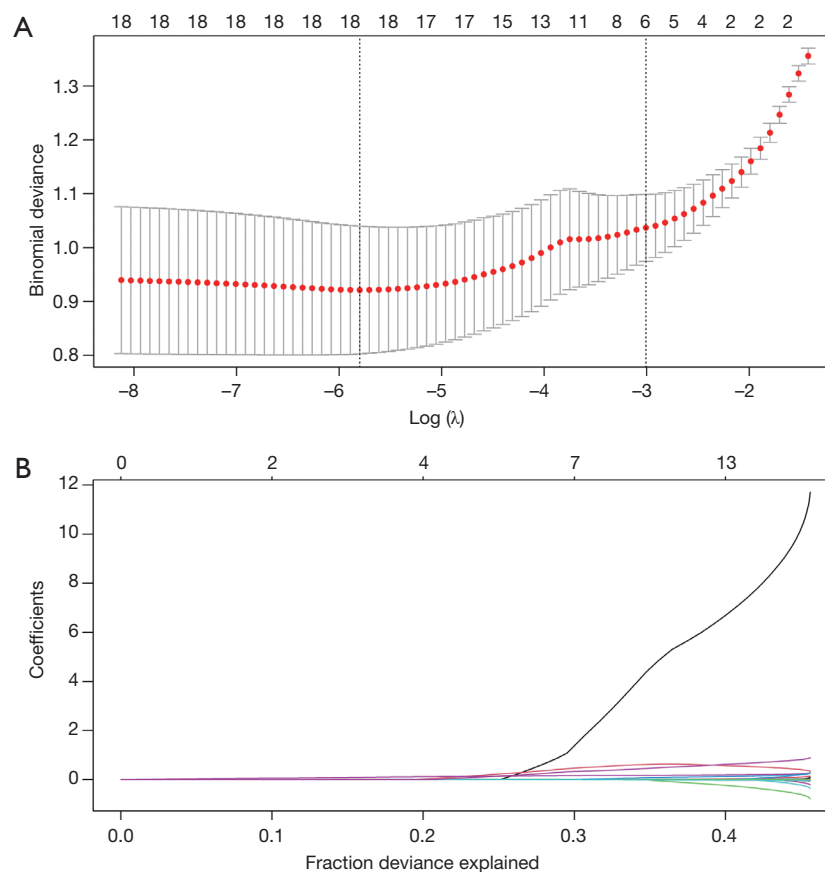 A
18 18 18 18 18 18 18 18 17 17 15 13 11 8 6 5 4 2 2 2
1.3
1.2
1.1
1.0
0.9
0.8
Binomial deviance
−8 −7 −6 −5 −4 −3 −2
Log (λ)
B
0 2 4 7 13
12
10
8
6
4
2
0
Coefficients
0.0 0.1 0.2 0.3 0.4
Fraction deviance explained